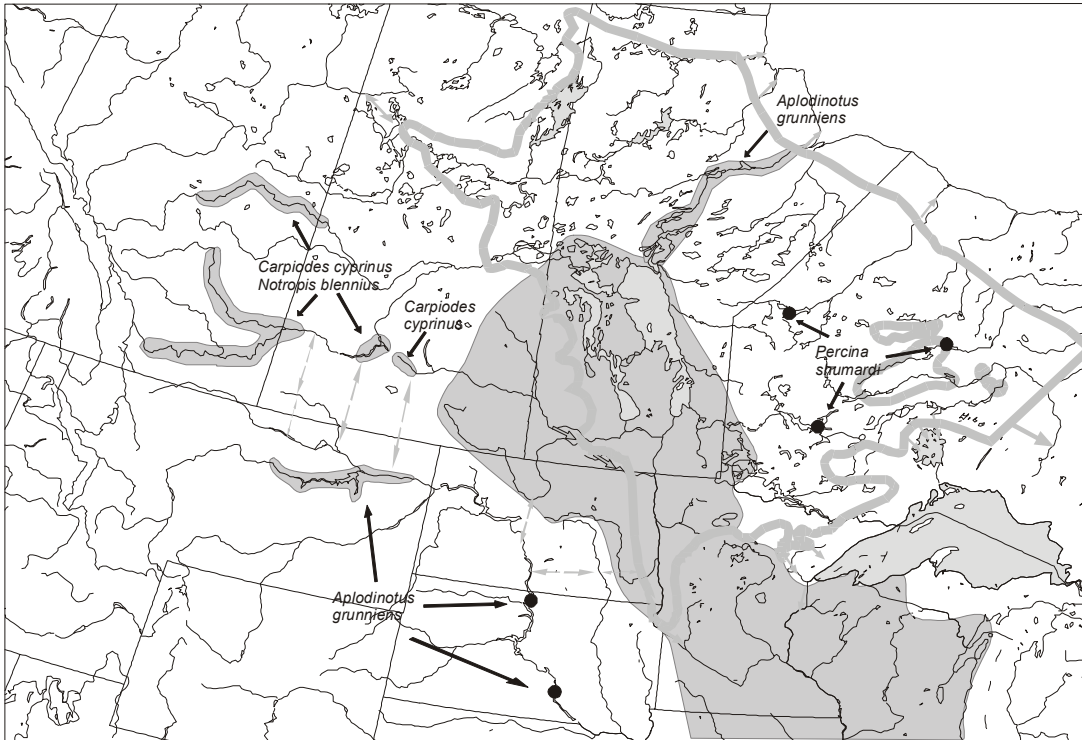 Aplodinotus
grunniens
Carpiodes cyprinus
Notropis blennius
Carpiodes
cyprinus
Percina
shumardi
Aplodinotus
grunniens